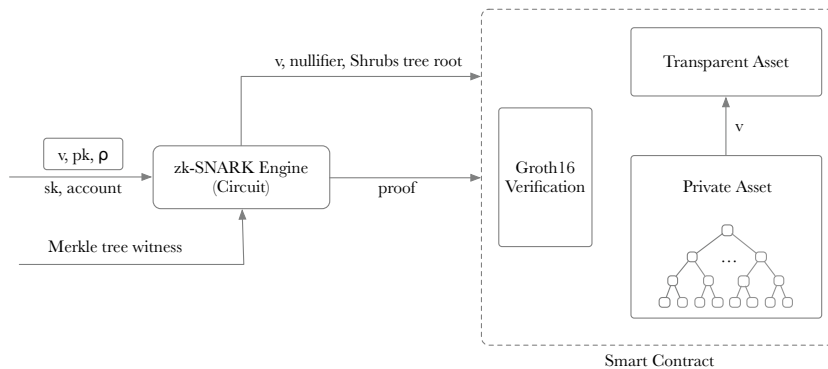 v, nullifier, Shrubs tree root
Transparent Asset
v, pk, ρ
sk, account
zk-SNARK Engine
(Circuit)
proof
Groth16
Verification
v
Private Asset
...
Merkle tree witness
Smart Contract